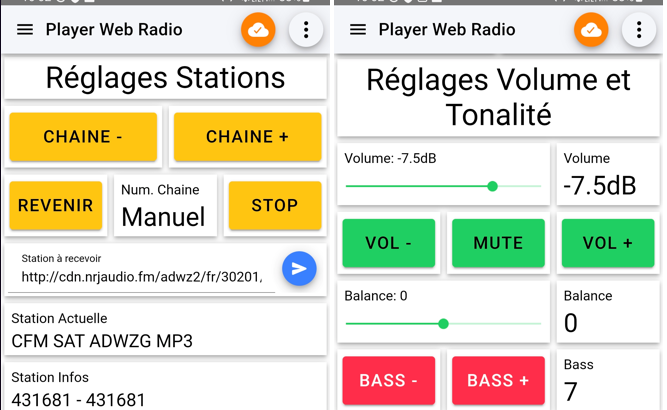 Player Web Radio
Réglages Stations
CHAINE -
CHAINE +
REVENIR
Num. Chaine
Manuel
STOP
Station à recevoir
http://cdn.nrjaudio.fm/adwz2/fr/30201,
Station Actuelle
CFM SAT ADWZG MP3
Station Infos
431681 - 431681
Player Web Radio
Réglages Volume et
Tonalité
Volume: -7.5dB
Volume
-7.5dB
VOL -
MUTE
VOL +
Balance: 0
Balance
0
BASS -
BASS +
Bass
7